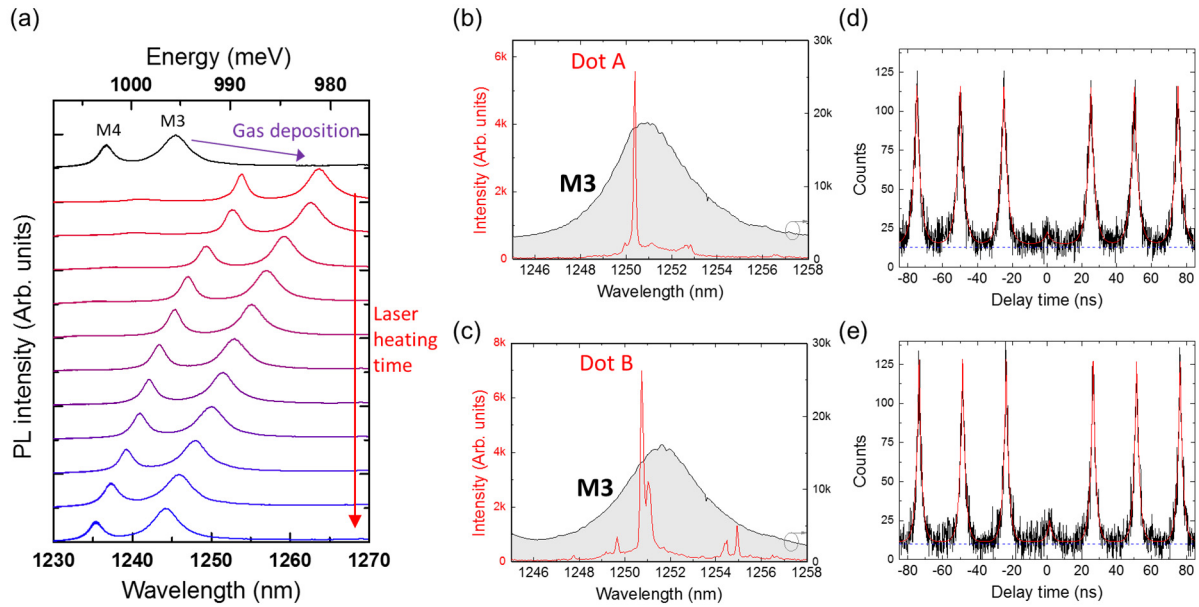 (a)
Energy (meV)
1000 990 980
M4 M3 Gas deposition
Laser
heating
time
PL intensity (Arb. units)
1230 1240 1250 1260 1270
Wavelength (nm)
(b)
Dot A
M3
Intensity (Arb. units)
6k
4k
2k
0
30k
20k
10k
0
1246 1248 1250 1252 1254 1256 1258
Wavelength (nm)
(c)
Dot B
M3
Intensity (Arb. units)
8k
6k
4k
2k
0
30k
20k
10k
0
1246 1248 1250 1252 1254 1256 1258
Wavelength (nm)
(d)
Counts
125
100
75
50
25
0
-80 -60 -40 -20 0 20 40 60 80
Delay time (ns)
(e)
Counts
125
100
75
50
25
0
-80 -60 -40 -20 0 20 40 60 80
Delay time (ns)